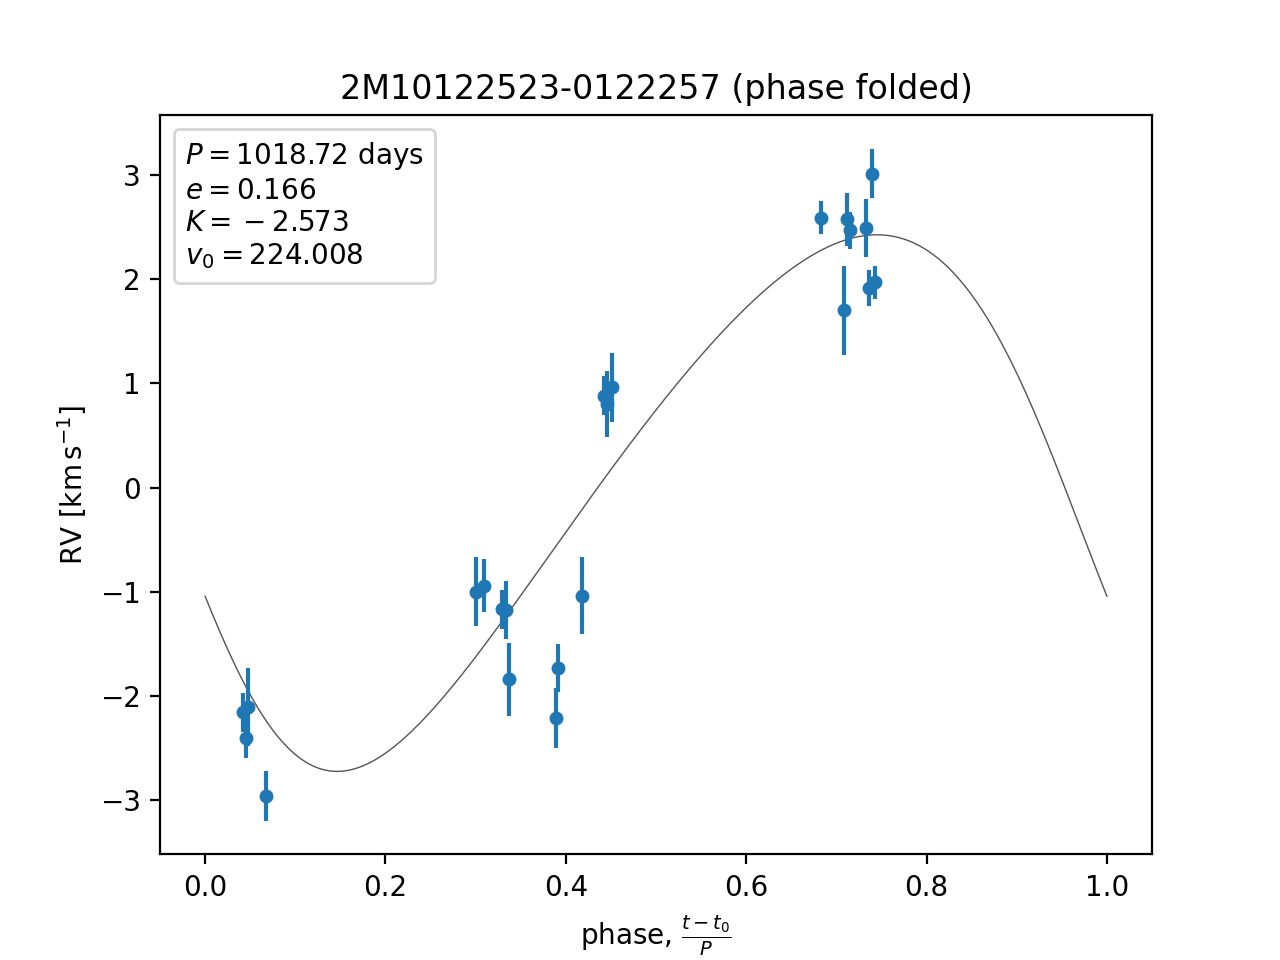 2M10122523-0122257 (phase folded)
P = 1018.72 days
e = 0.166
K = −2.573
v₀ = 224.008
3
2
1
0
−1
−2
−3
RV [km s⁻¹]
0.0 0.2 0.4 0.6 0.8 1.0
phase, (t − t₀)/P